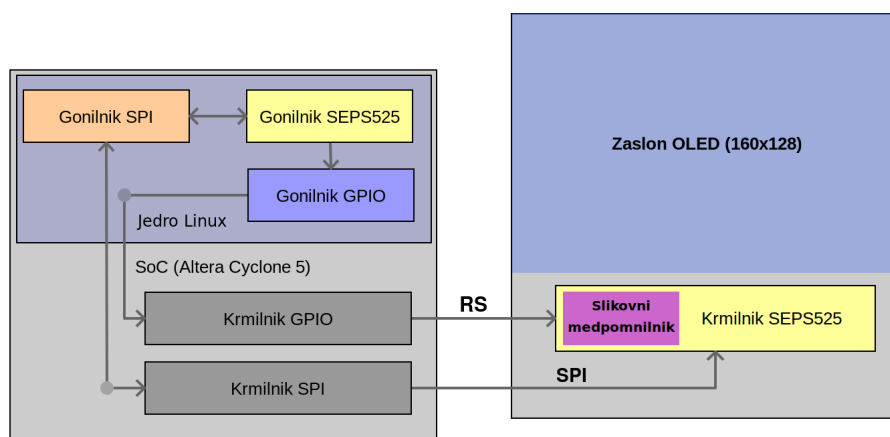 Gonilnik SPI
Gonilnik SEPS525
Gonilnik GPIO
Jedro Linux
SoC (Altera Cyclone 5)
Krmilnik GPIO
Krmilnik SPI
RS
SPI
Zaslon OLED (160x128)
Slikovni
medpomnilnik
Krmilnik SEPS525